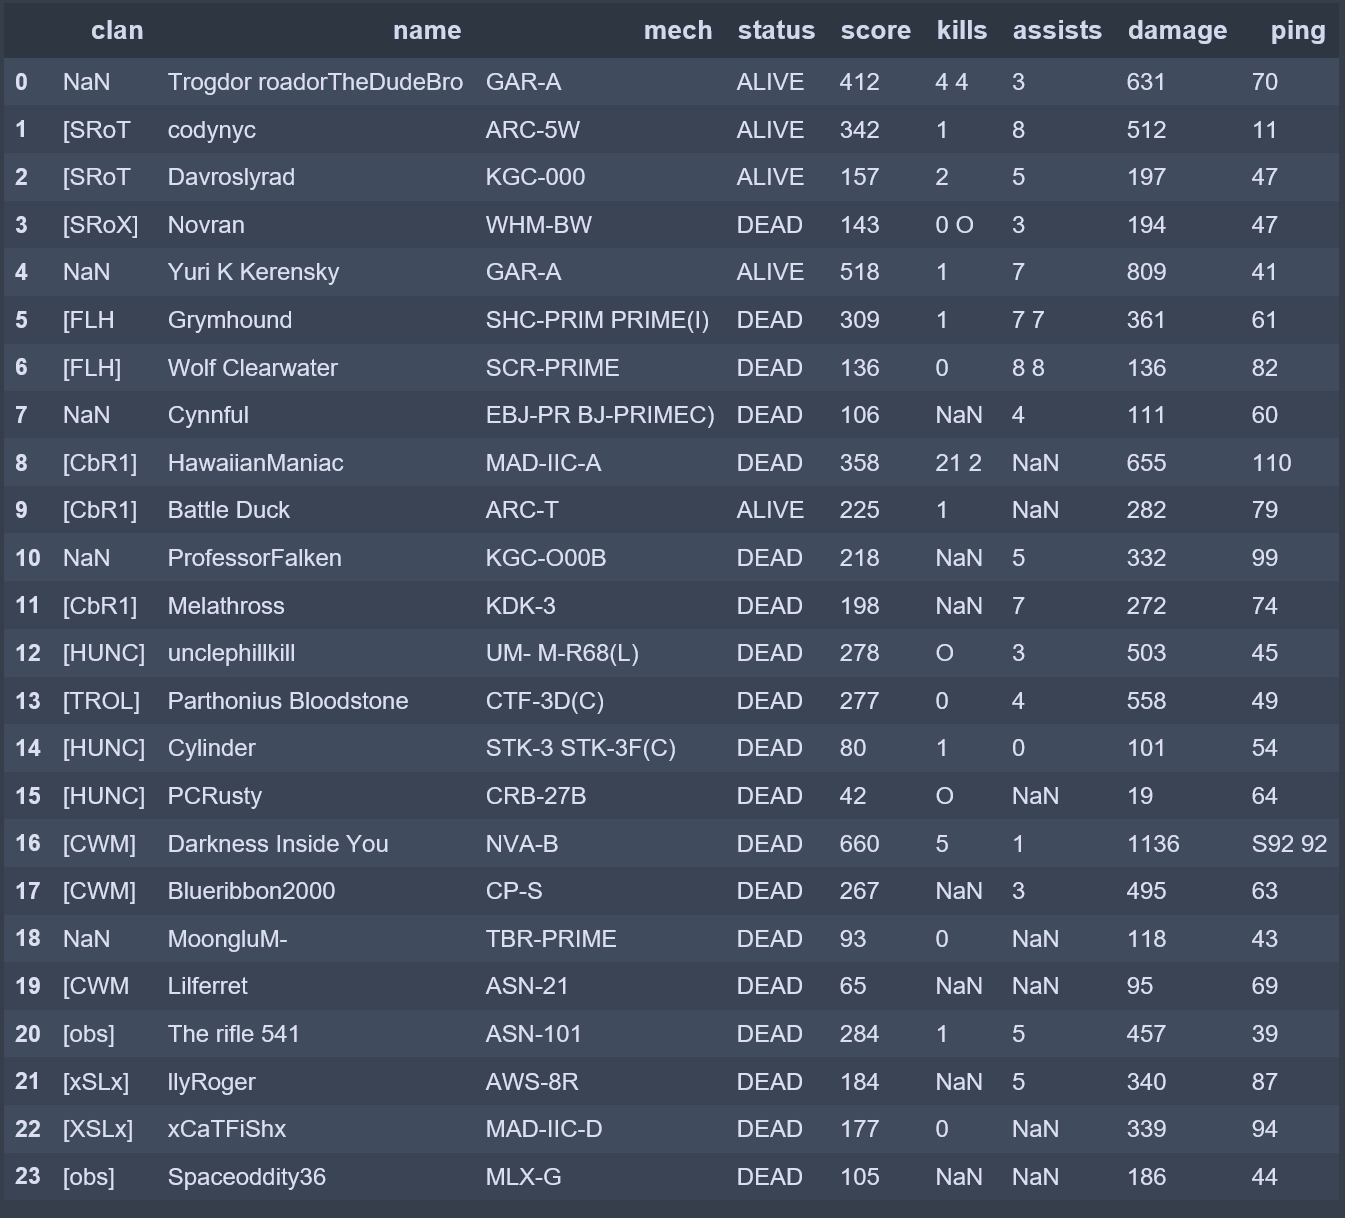 clan name mech status score kills assists damage ping
0 NaN Trogdor roadorTheDudeBro GAR-A ALIVE 412 4 4 3 631 70
1 [SRoT codynyc ARC-5W ALIVE 342 1 8 512 11
2 [SRoT Davroslyrad KGC-000 ALIVE 157 2 5 197 47
3 [SRoX] Novran WHM-BW DEAD 143 0 O 3 194 47
4 NaN Yuri K Kerensky GAR-A ALIVE 518 1 7 809 41
5 [FLH Grymhound SHC-PRIM PRIME(I) DEAD 309 1 7 7 361 61
6 [FLH] Wolf Clearwater SCR-PRIME DEAD 136 0 8 8 136 82
7 NaN Cynnful EBJ-PR BJ-PRIMEC) DEAD 106 NaN 4 111 60
8 [CbR1] HawaiianManiac MAD-IIC-A DEAD 358 21 2 NaN 655 110
9 [CbR1] Battle Duck ARC-T ALIVE 225 1 NaN 282 79
10 NaN ProfessorFalken KGC-O00B DEAD 218 NaN 5 332 99
11 [CbR1] Melathross KDK-3 DEAD 198 NaN 7 272 74
12 [HUNC] unclephillkill UM- M-R68(L) DEAD 278 O 3 503 45
13 [TROL] Parthonius Bloodstone CTF-3D(C) DEAD 277 0 4 558 49
14 [HUNC] Cylinder STK-3 STK-3F(C) DEAD 80 1 0 101 54
15 [HUNC] PCRusty CRB-27B DEAD 42 O NaN 19 64
16 [CWM] Darkness Inside You NVA-B DEAD 660 5 1 1136 S92 92
17 [CWM] Blueribbon2000 CP-S DEAD 267 NaN 3 495 63
18 NaN MoongluM- TBR-PRIME DEAD 93 0 NaN 118 43
19 [CWM Lilferret ASN-21 DEAD 65 NaN NaN 95 69
20 [obs] The rifle 541 ASN-101 DEAD 284 1 5 457 39
21 [xSLx] llyRoger AWS-8R DEAD 184 NaN 5 340 87
22 [XSLx] xCaTFiShx MAD-IIC-D DEAD 177 0 NaN 339 94
23 [obs] Spaceoddity36 MLX-G DEAD 105 NaN NaN 186 44